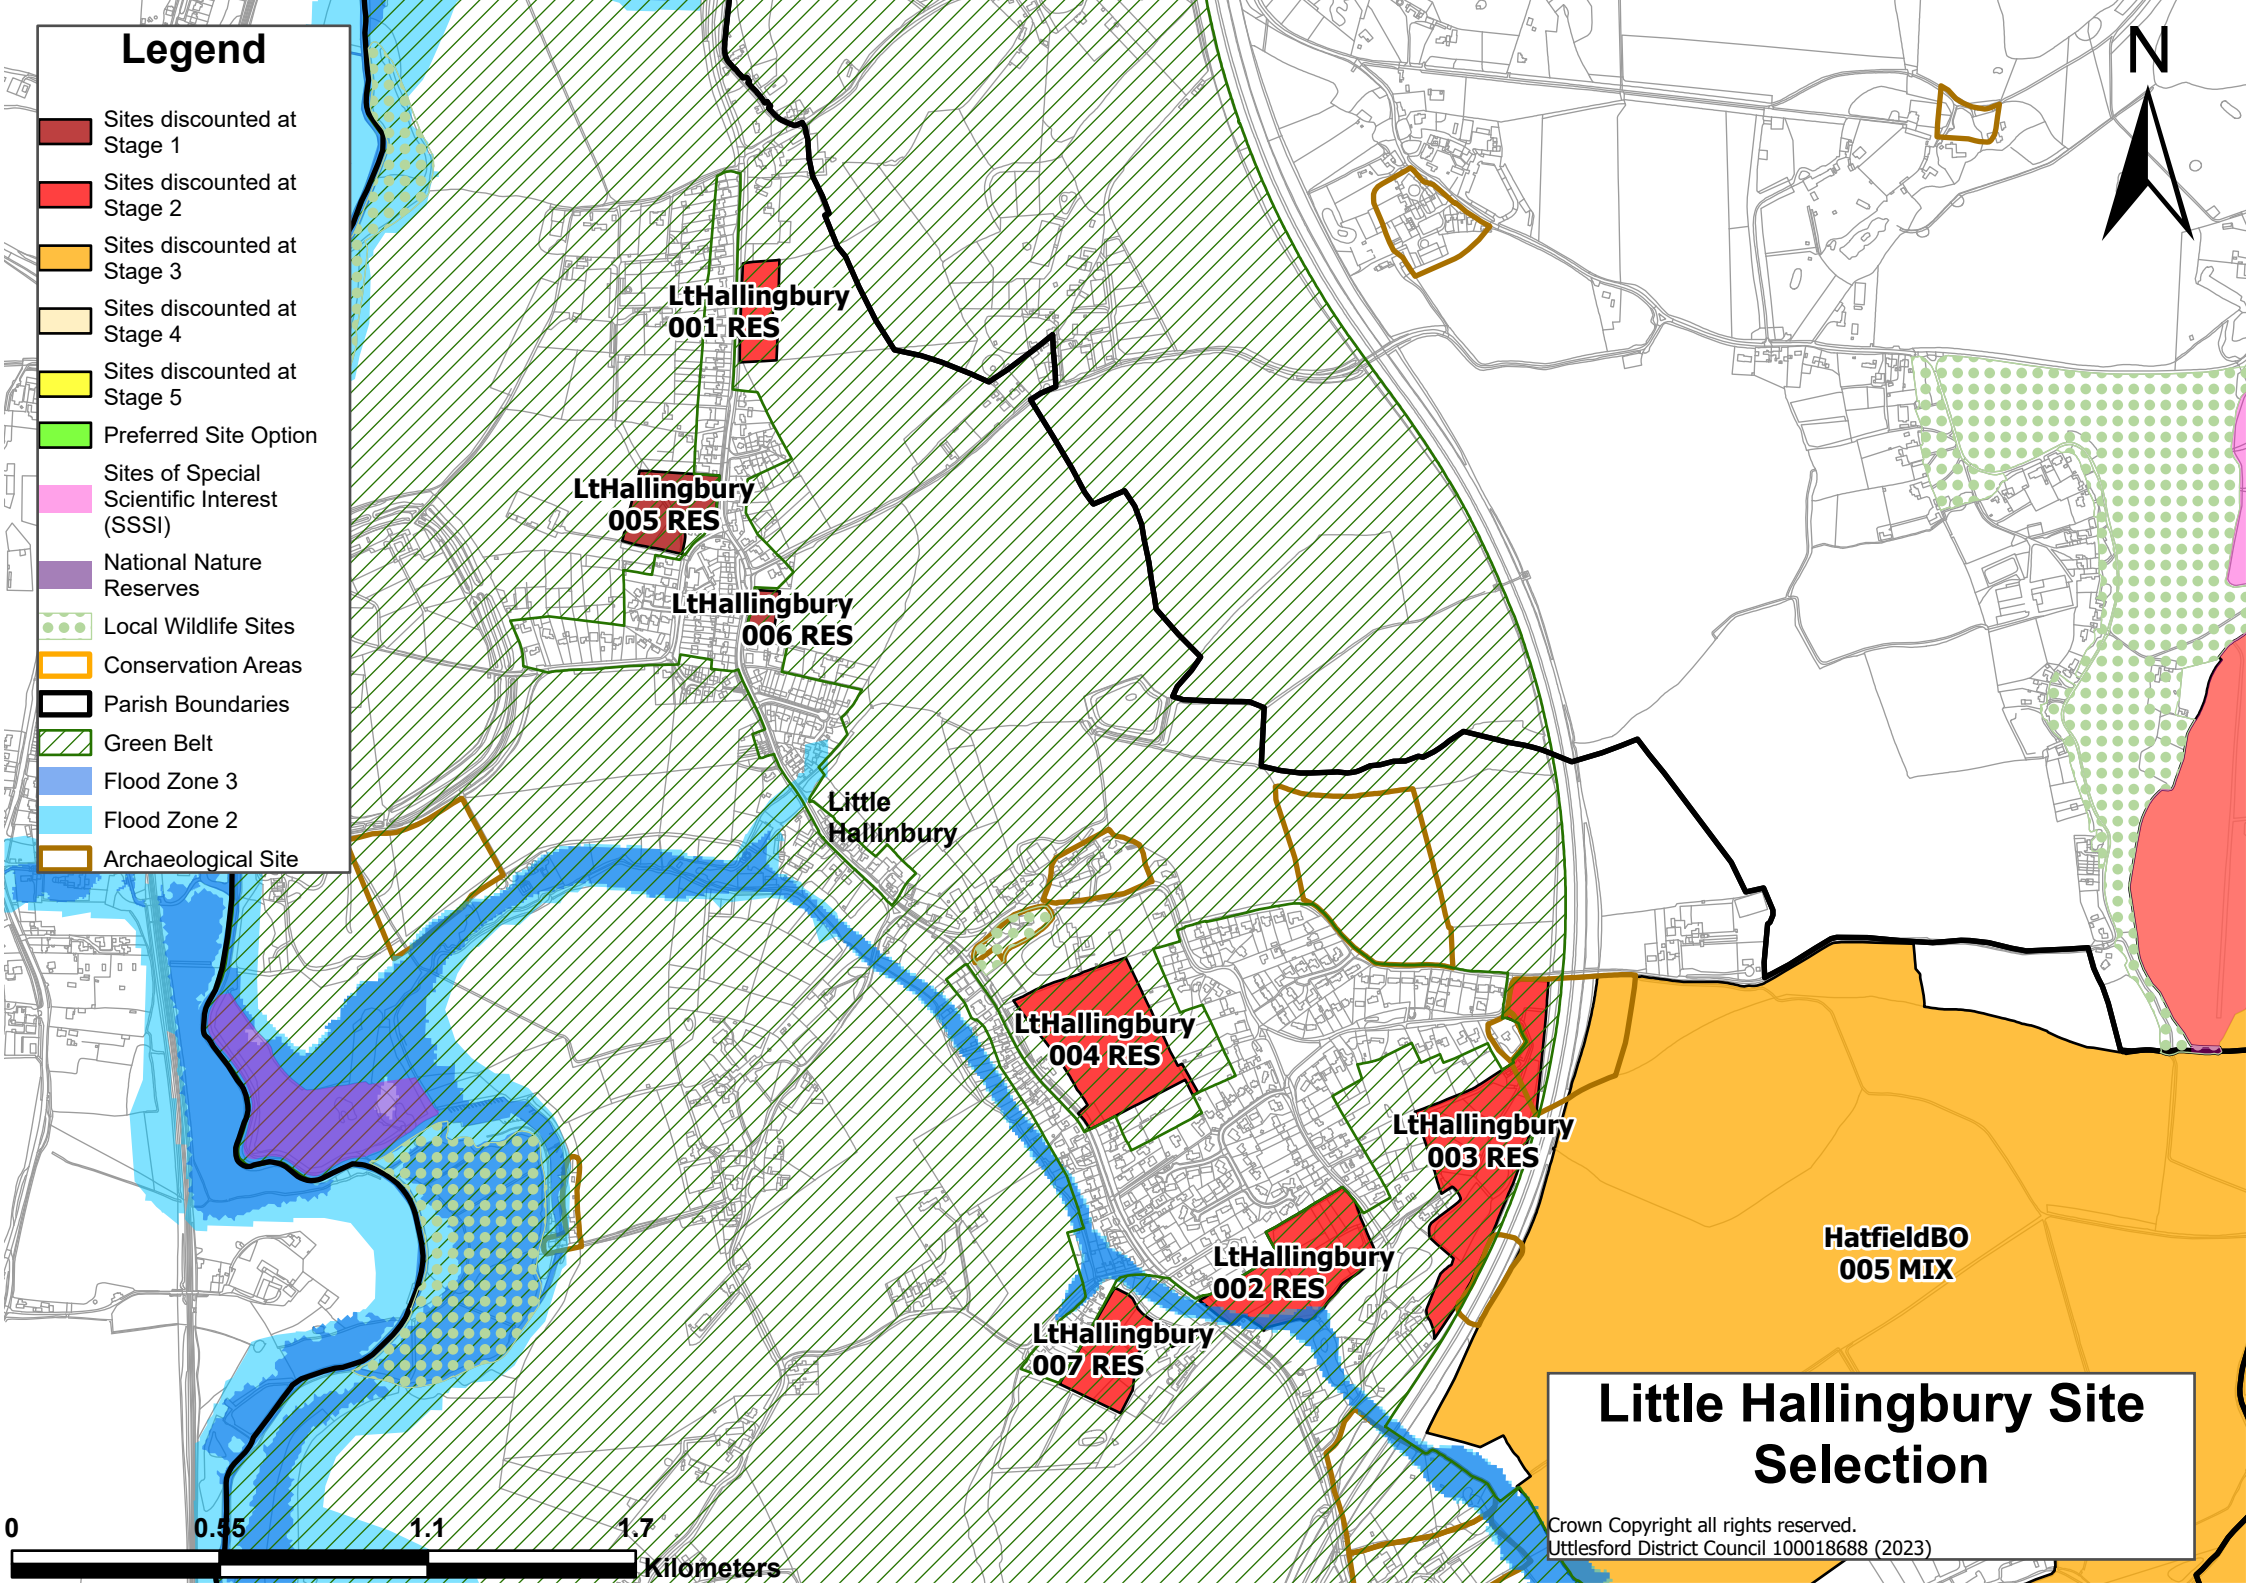 Legend
Sites discounted at
Stage 1
Sites discounted at
Stage 2
Sites discounted at
Stage 3
Sites discounted at
Stage 4
Sites discounted at
Stage 5
Preferred Site Option
Sites of Special
Scientific Interest
(SSSI)
National Nature
Reserves
Local Wildlife Sites
Conservation Areas
Parish Boundaries
Green Belt
Flood Zone 3
Flood Zone 2
Archaeological Site
N
LtHallingbury
001 RES
LtHallingbury
005 RES
LtHallingbury
006 RES
Little
Hallinbury
LtHallingbury
004 RES
LtHallingbury
003 RES
LtHallingbury
002 RES
LtHallingbury
007 RES
HatfieldBO
005 MIX
Little Hallingbury Site
Selection
Crown Copyright all rights reserved.
Uttlesford District Council 100018688 (2023)
0 0.55 1.1 1.7
Kilometers